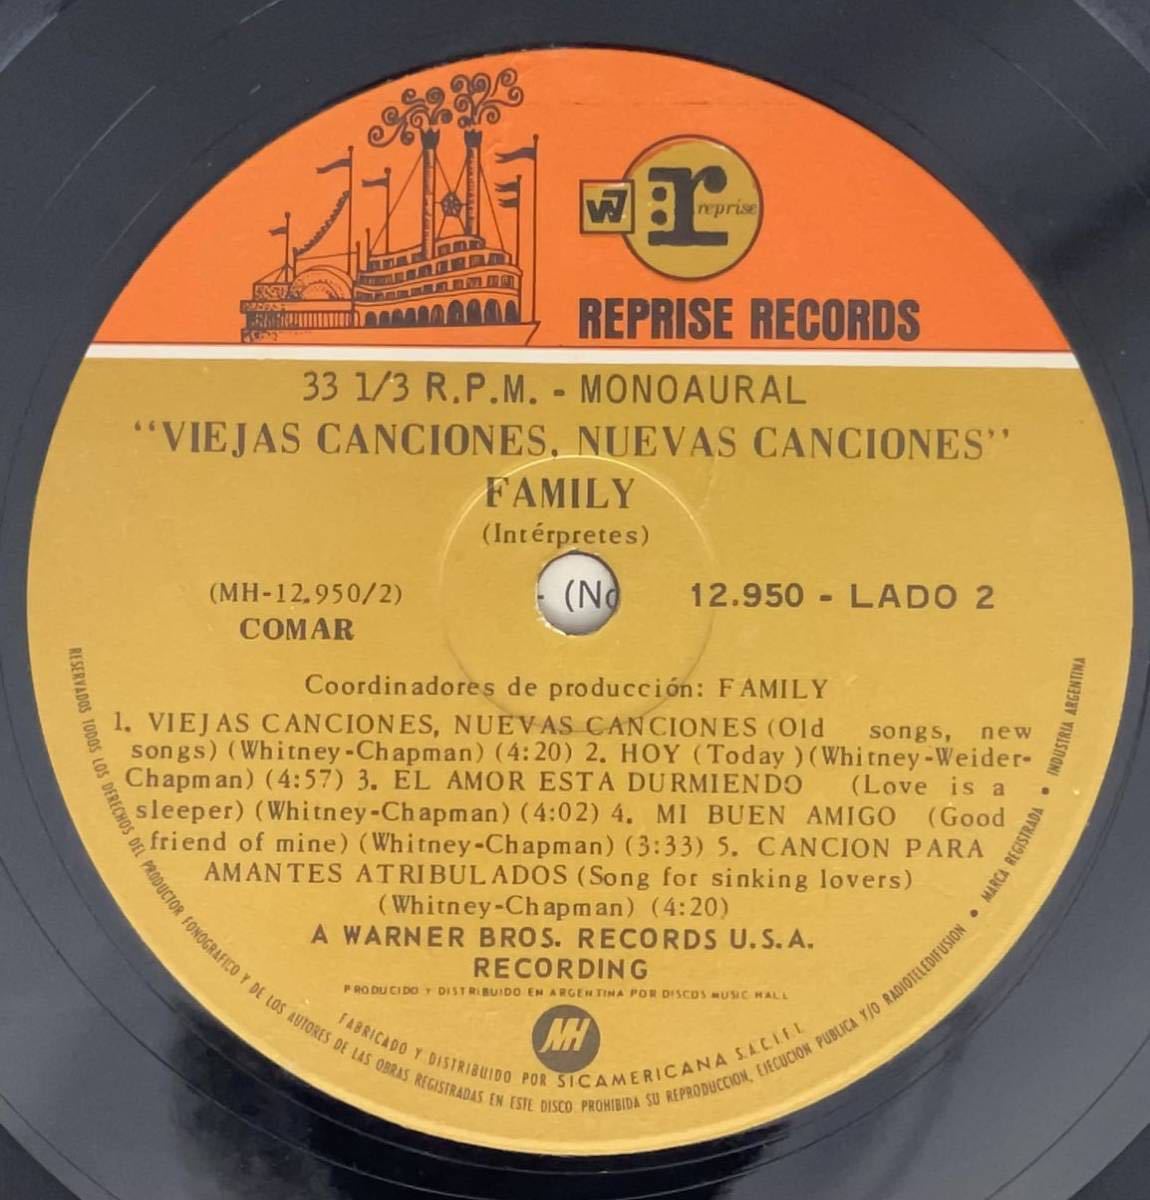 W7
r
reprise
REPRISE RECORDS
33 1/3 R.P.M. - MONOAURAL
"VIEJAS CANCIONES, NUEVAS CANCIONES"
FAMILY
(Intérpretes)
(MH-12.950/2)
COMAR
(No
12.950 - LADO 2
Coordinadores de producción: FAMILY
1. VIEJAS CANCIONES, NUEVAS CANCIONES (Old songs, new
songs) (Whitney-Chapman) (4:20) 2. HOY (Today )(Whitney-Weider-
Chapman) (4:57) 3. EL AMOR ESTA DURMIENDO (Love is a
sleeper) (Whitney-Chapman) (4:02) 4. MI BUEN AMIGO (Good
friend of mine) (Whitney-Chapman) (3:33) 5. CANCION PARA
AMANTES ATRIBULADOS (Song for sinking lovers)
(Whitney-Chapman) (4:20)
A WARNER BROS. RECORDS U.S.A.
RECORDING
PRODUCIDO Y DISTRIBUIDO EN ARGENTINA POR DISCOS MUSIC HALL
MH
FABRICADO Y DISTRIBUIDO POR SICAMERICANA S.A.C.I.F.I.
RESERVADOS TODOS LOS DERECHOS DEL PRODUCTOR FONOGRAFICO Y DE LOS AUTORES DE LAS OBRAS REGISTRADAS EN ESTE DISCO PROHIBIDA SU REPRODUCCION, EJECUCION PUBLICA Y/O RADIOTELEDIFUSION • MARCA REGISTRADA • INDUSTRIA ARGENTINA